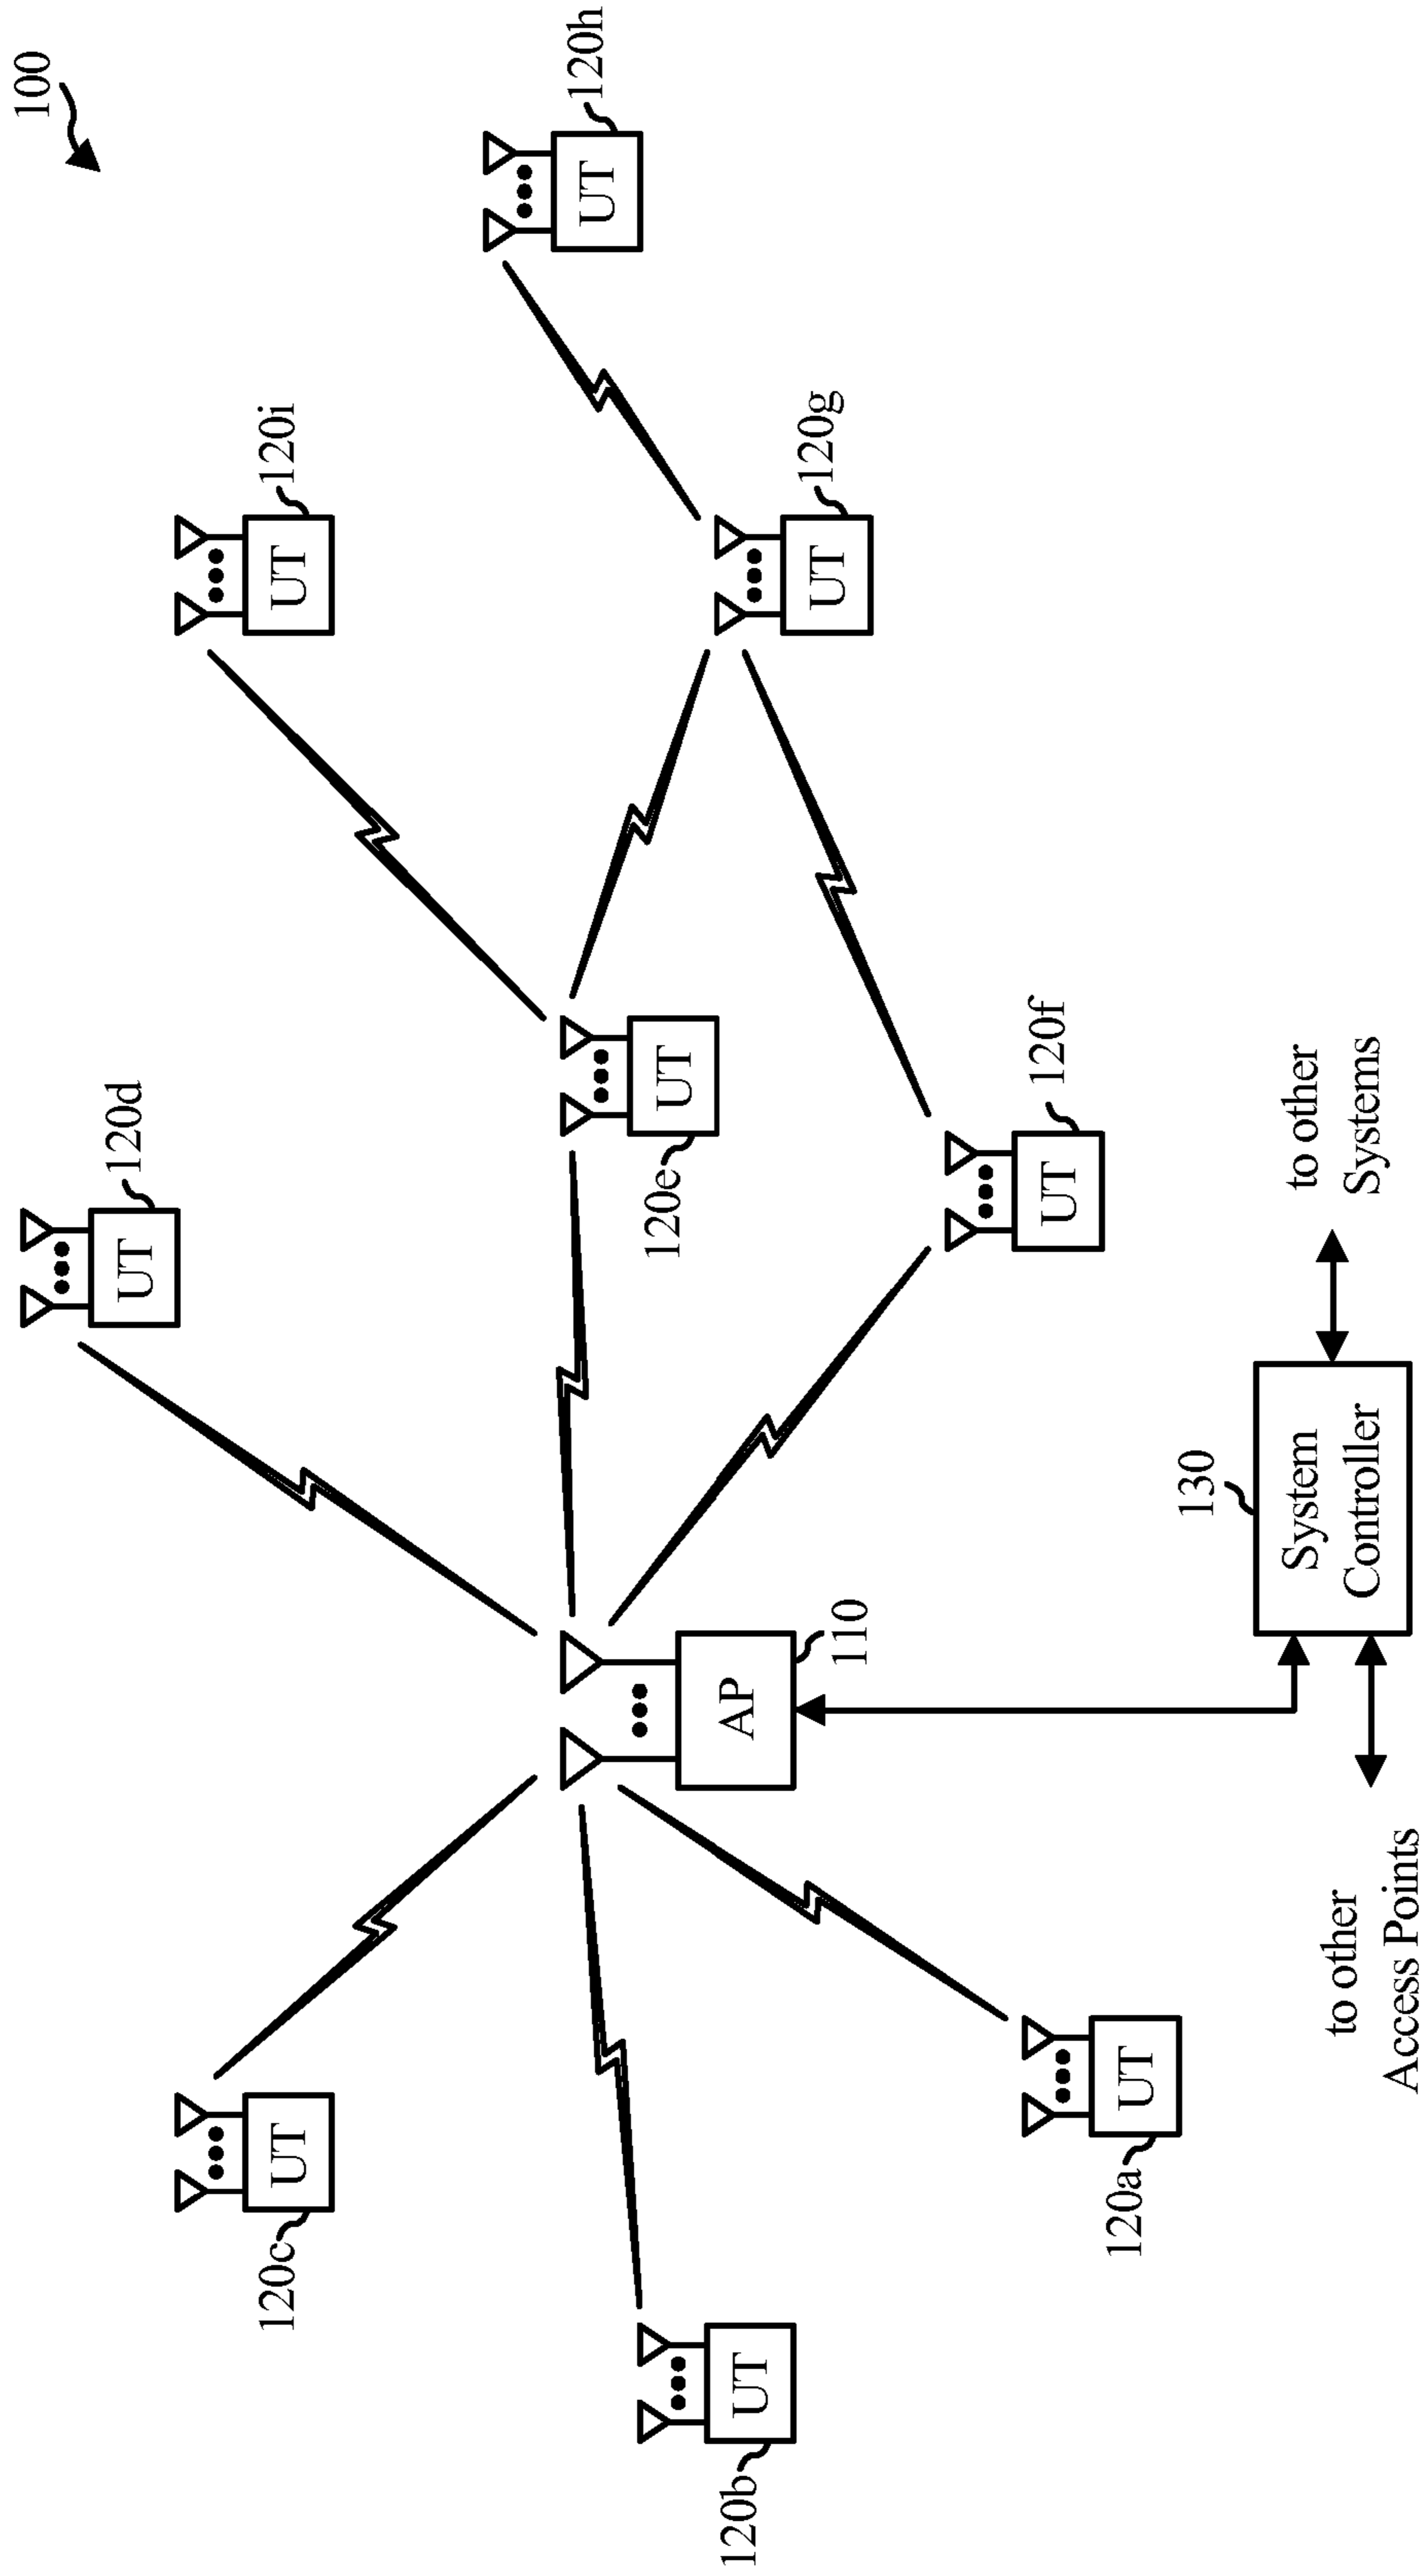 100
UT
120d
UT
120i
UT
120c
UT
120h
UT
120e
UT
120g
UT
120b
AP
110
UT
120f
UT
120a
130
System
Controller
to other
Systems
to other
Access Points